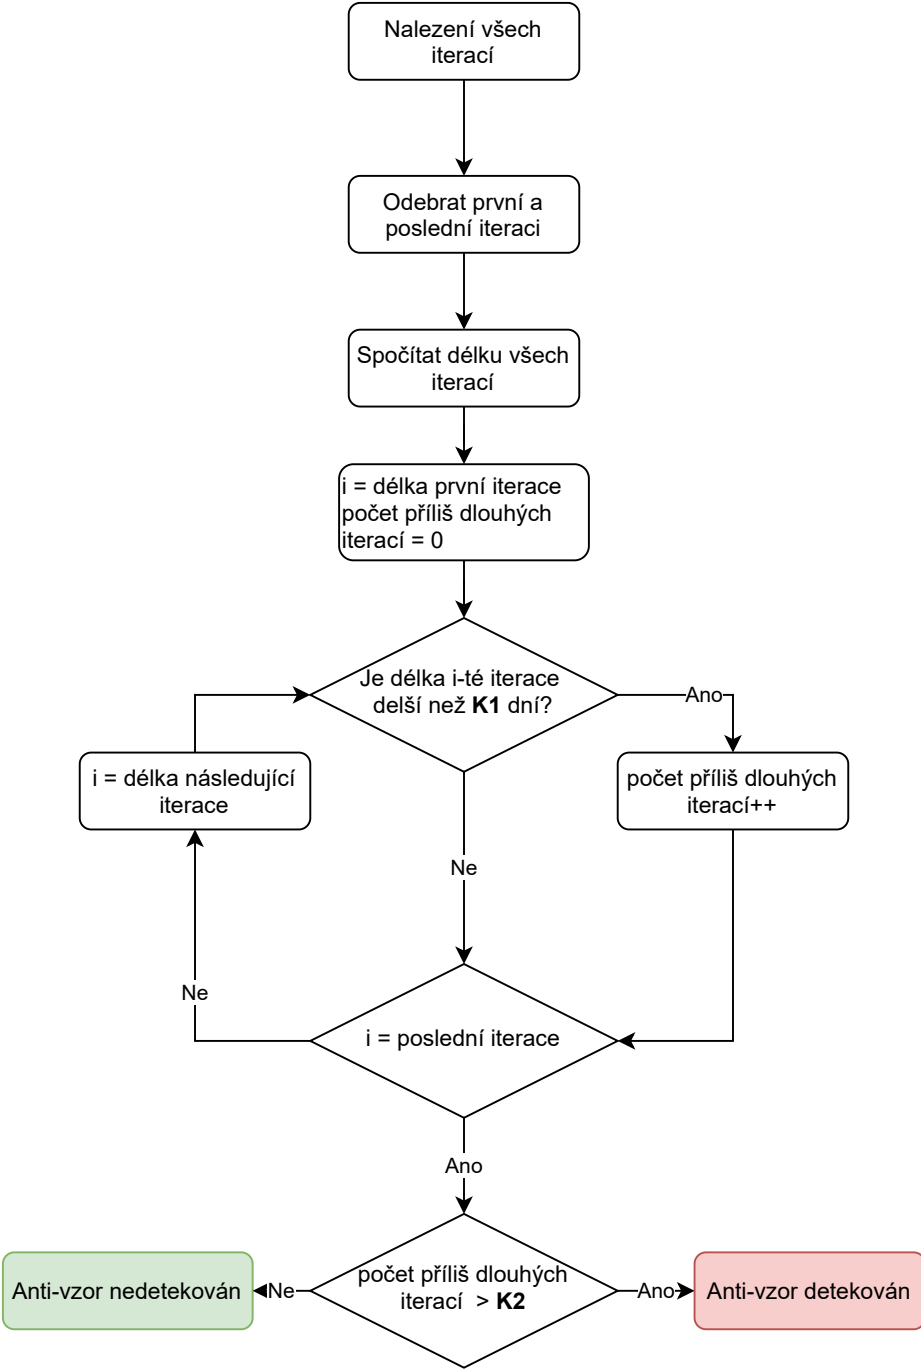 Nalezení všech
iterací
Odebrat první a
poslední iteraci
Spočítat délku všech
iterací
i = délka první iterace
počet příliš dlouhých
iterací = 0
Je délka i-té iterace
delší než K1 dní?
Ano
i = délka následující
iterace
počet příliš dlouhých
iterací++
Ne
Ne
i = poslední iterace
Ano
Anti-vzor nedetekován
Ne
počet příliš dlouhých
iterací > K2
Ano
Anti-vzor detekován